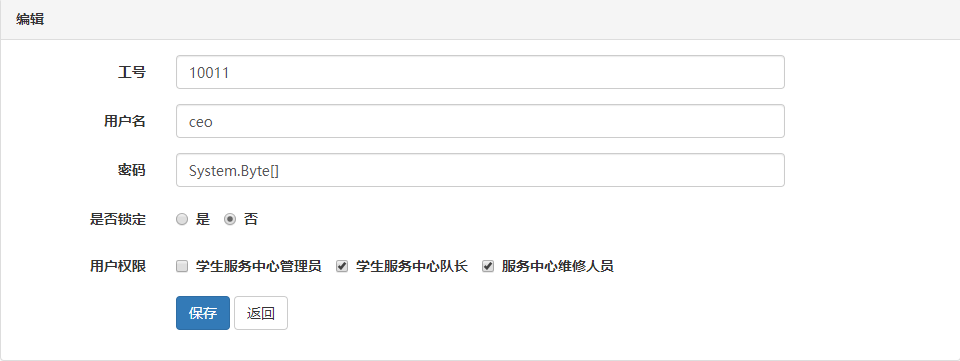 编辑
工号 10011
用户名 ceo
密码 System.Byte[]
是否锁定 是 否
用户权限 学生服务中心管理员 学生服务中心队长 服务中心维修人员
保存 返回